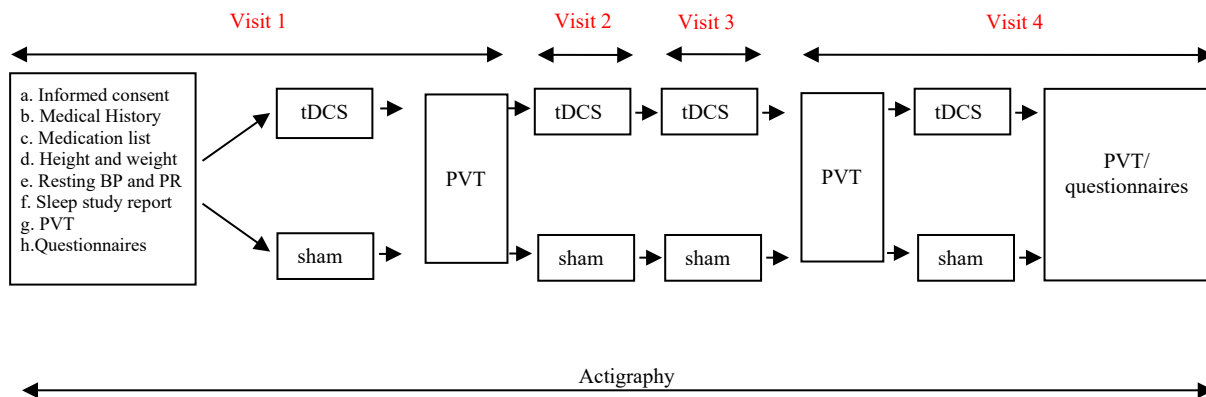 Visit 1
Visit 2
Visit 3
Visit 4
a. Informed consent
b. Medical History
c. Medication list
d. Height and weight
e. Resting BP and PR
f. Sleep study report
g. PVT
h.Questionnaires
tDCS
sham
PVT
tDCS
sham
tDCS
sham
PVT
tDCS
sham
PVT/
questionnaires
Actigraphy